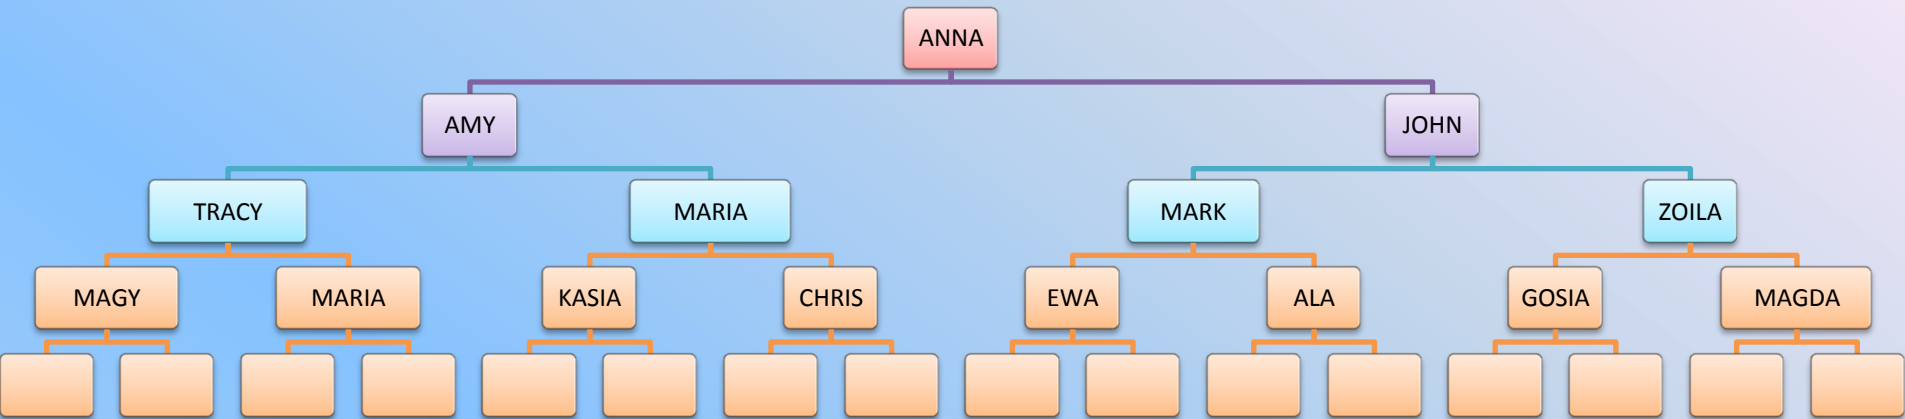 ANNA
AMY
JOHN
TRACY
MARIA
MARK
ZOILA
MAGY
MARIA
KASIA
CHRIS
EWA
ALA
GOSIA
MAGDA